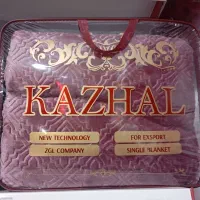 KAZHAL
NEW TECHNOLOGY FOR EXSPORT
ZGL COMPANY SINGLE BLANKET